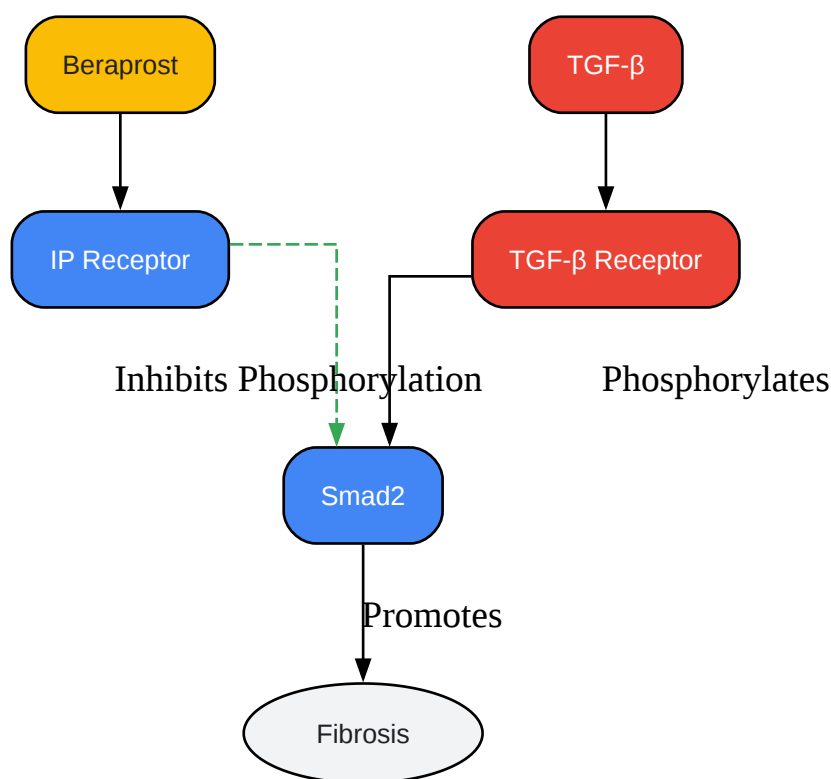 Beraprost
TGF-β
IP Receptor
TGF-β Receptor
Inhibits Phosphorylation
Phosphorylates
Smad2
Promotes
Fibrosis